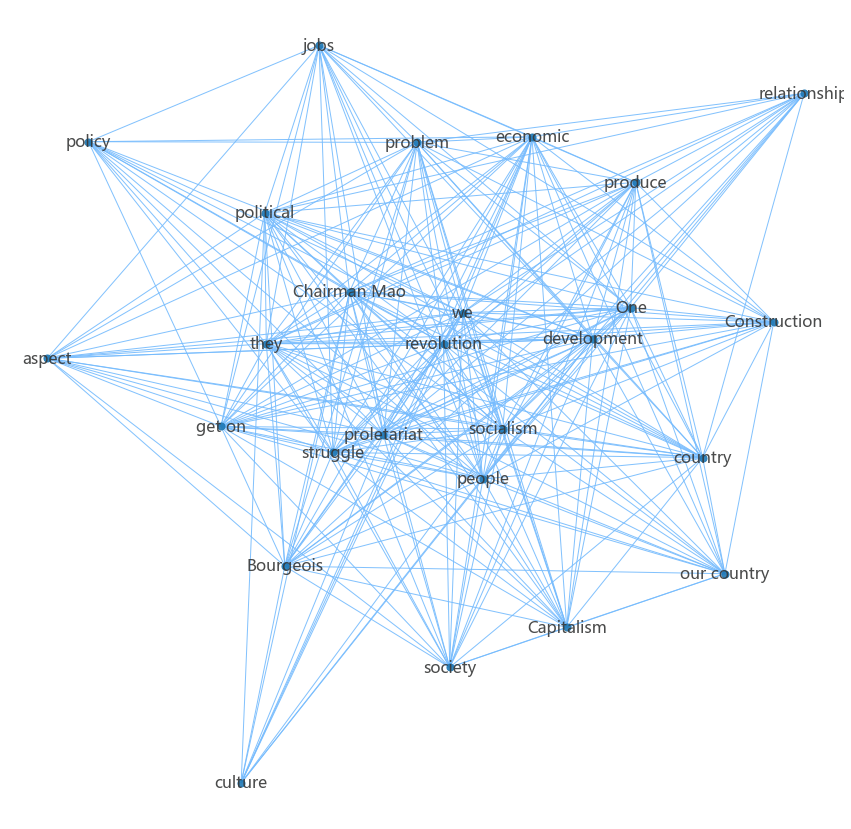 jobs
relationship
policy
problem
economic
produce
political
Chairman Mao
we
One
Construction
they
revolution
development
aspect
get on
proletariat
socialism
struggle
country
people
Bourgeois
our country
Capitalism
society
culture